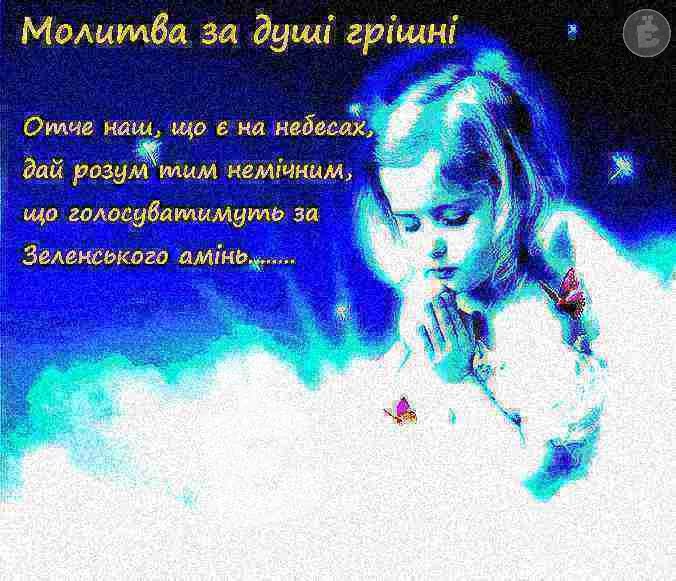 Молитва за душі грішні
Отче наш, що є на небесах,
дай розум тим немічним,
що голосуватимуть за
Зеленського амінь........
Ё